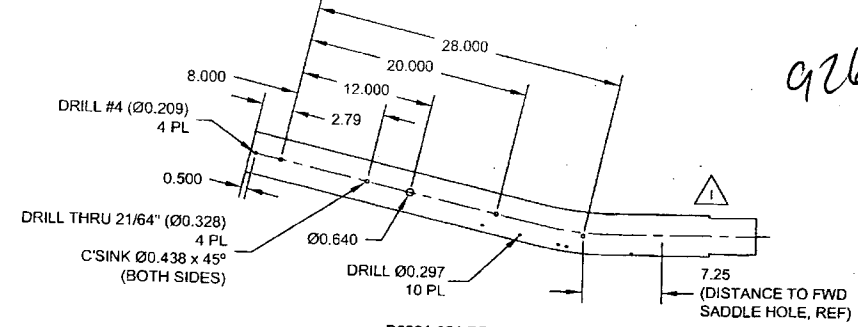 28.000
20.000
8.000
12.000
2.79
926
DRILL #4 (Ø0.209)
4 PL
0.500
DRILL THRU 21/64" (Ø0.328)
4 PL
C'SINK Ø0.438 x 45°
(BOTH SIDES)
Ø0.640
DRILL Ø0.297
10 PL
1
7.25
(DISTANCE TO FWD
SADDLE HOLE, REF)